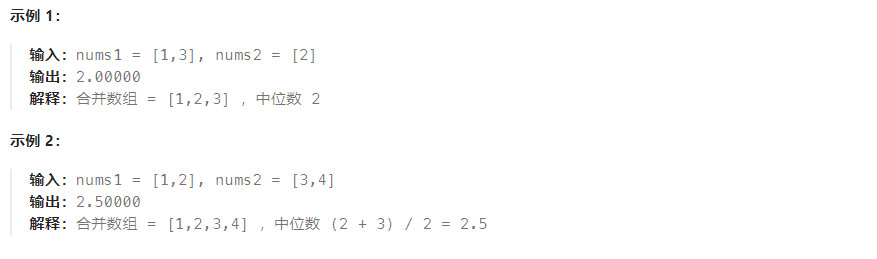 示例 1：
输入：nums1 = [1,3], nums2 = [2]
输出：2.00000
解释：合并数组 = [1,2,3] ，中位数 2
示例 2：
输入：nums1 = [1,2], nums2 = [3,4]
输出：2.50000
解释：合并数组 = [1,2,3,4] ，中位数 (2 + 3) / 2 = 2.5